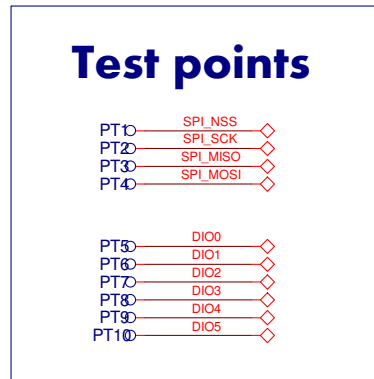 Test points
PT1 SPI_NSS
PT2 SPI_SCK
PT3 SPI_MISO
PT4 SPI_MOSI
PT5 DIO0
PT6 DIO1
PT7 DIO2
PT8 DIO3
PT9 DIO4
PT10 DIO5